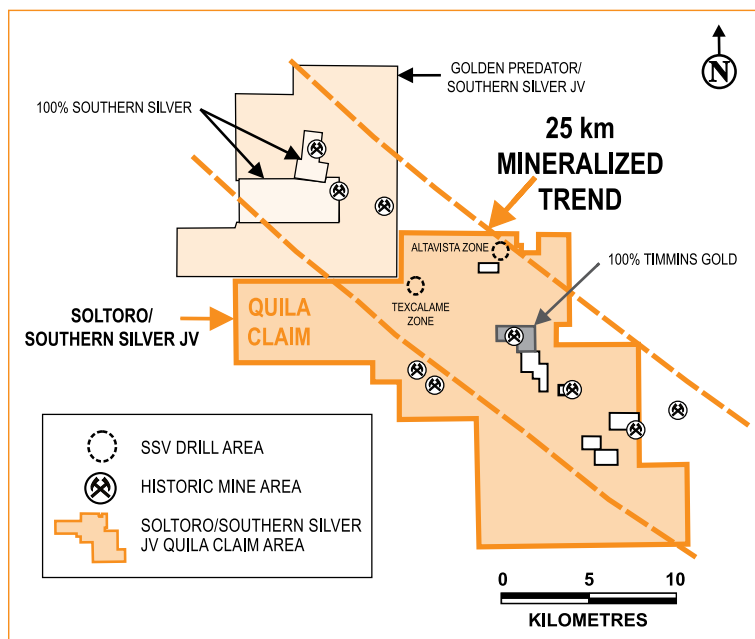 GOLDEN PREDATOR/
SOUTHERN SILVER JV
N
100% SOUTHERN SILVER
25 km
MINERALIZED
TREND
ALTAVISTA ZONE
100% TIMMINS GOLD
TEXCALAME
ZONE
SOLTORO/
SOUTHERN SILVER JV
QUILA
CLAIM
SSV DRILL AREA
HISTORIC MINE AREA
SOLTORO/SOUTHERN SILVER
JV QUILA CLAIM AREA
0 5 10
KILOMETRES